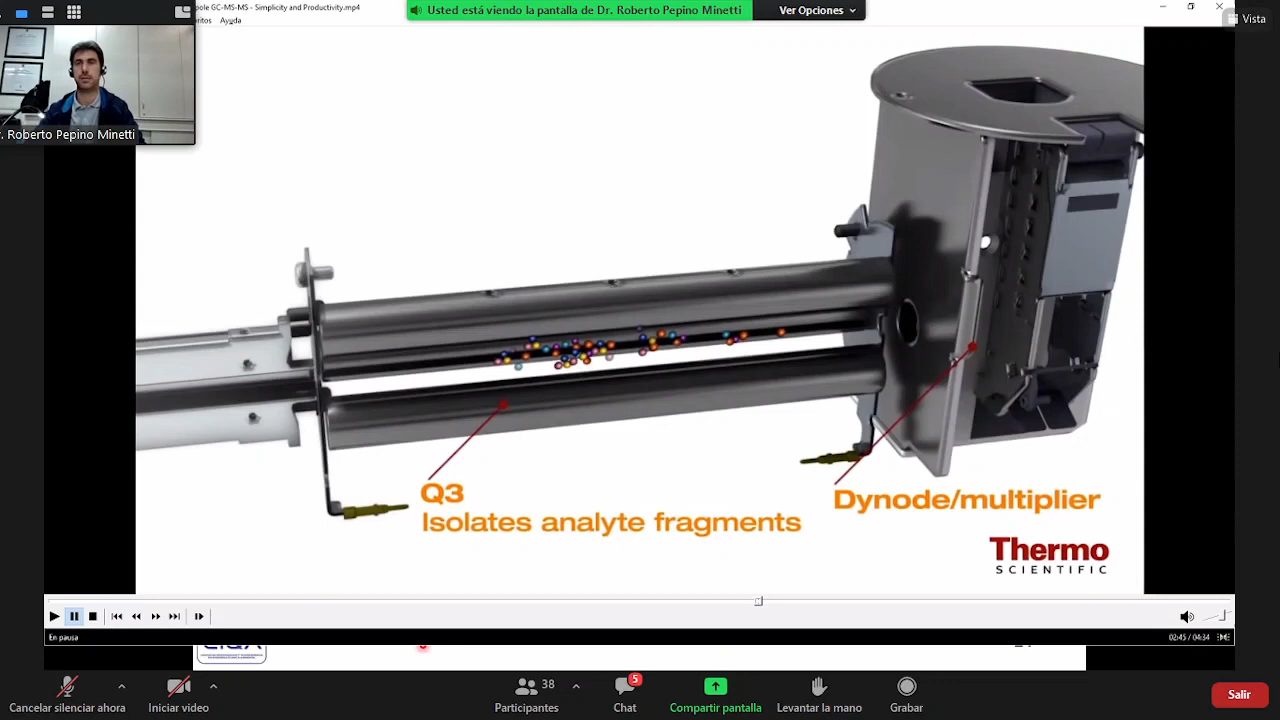 pole GC-MS-MS - Simplicity and Productivity.mp4
Usted está viendo la pantalla de Dr. Roberto Pepino Minetti
Ver Opciones
Vista
Ayuda
r. Roberto Pepino Minetti
Q3
Isolates analyte fragments
Dynode/multiplier
Thermo
SCIENTIFIC
En pausa
02:45 / 04:34
Cancelar silenciar ahora
Iniciar video
38
Participantes
5
Chat
Compartir pantalla
Levantar la mano
Grabar
Salir